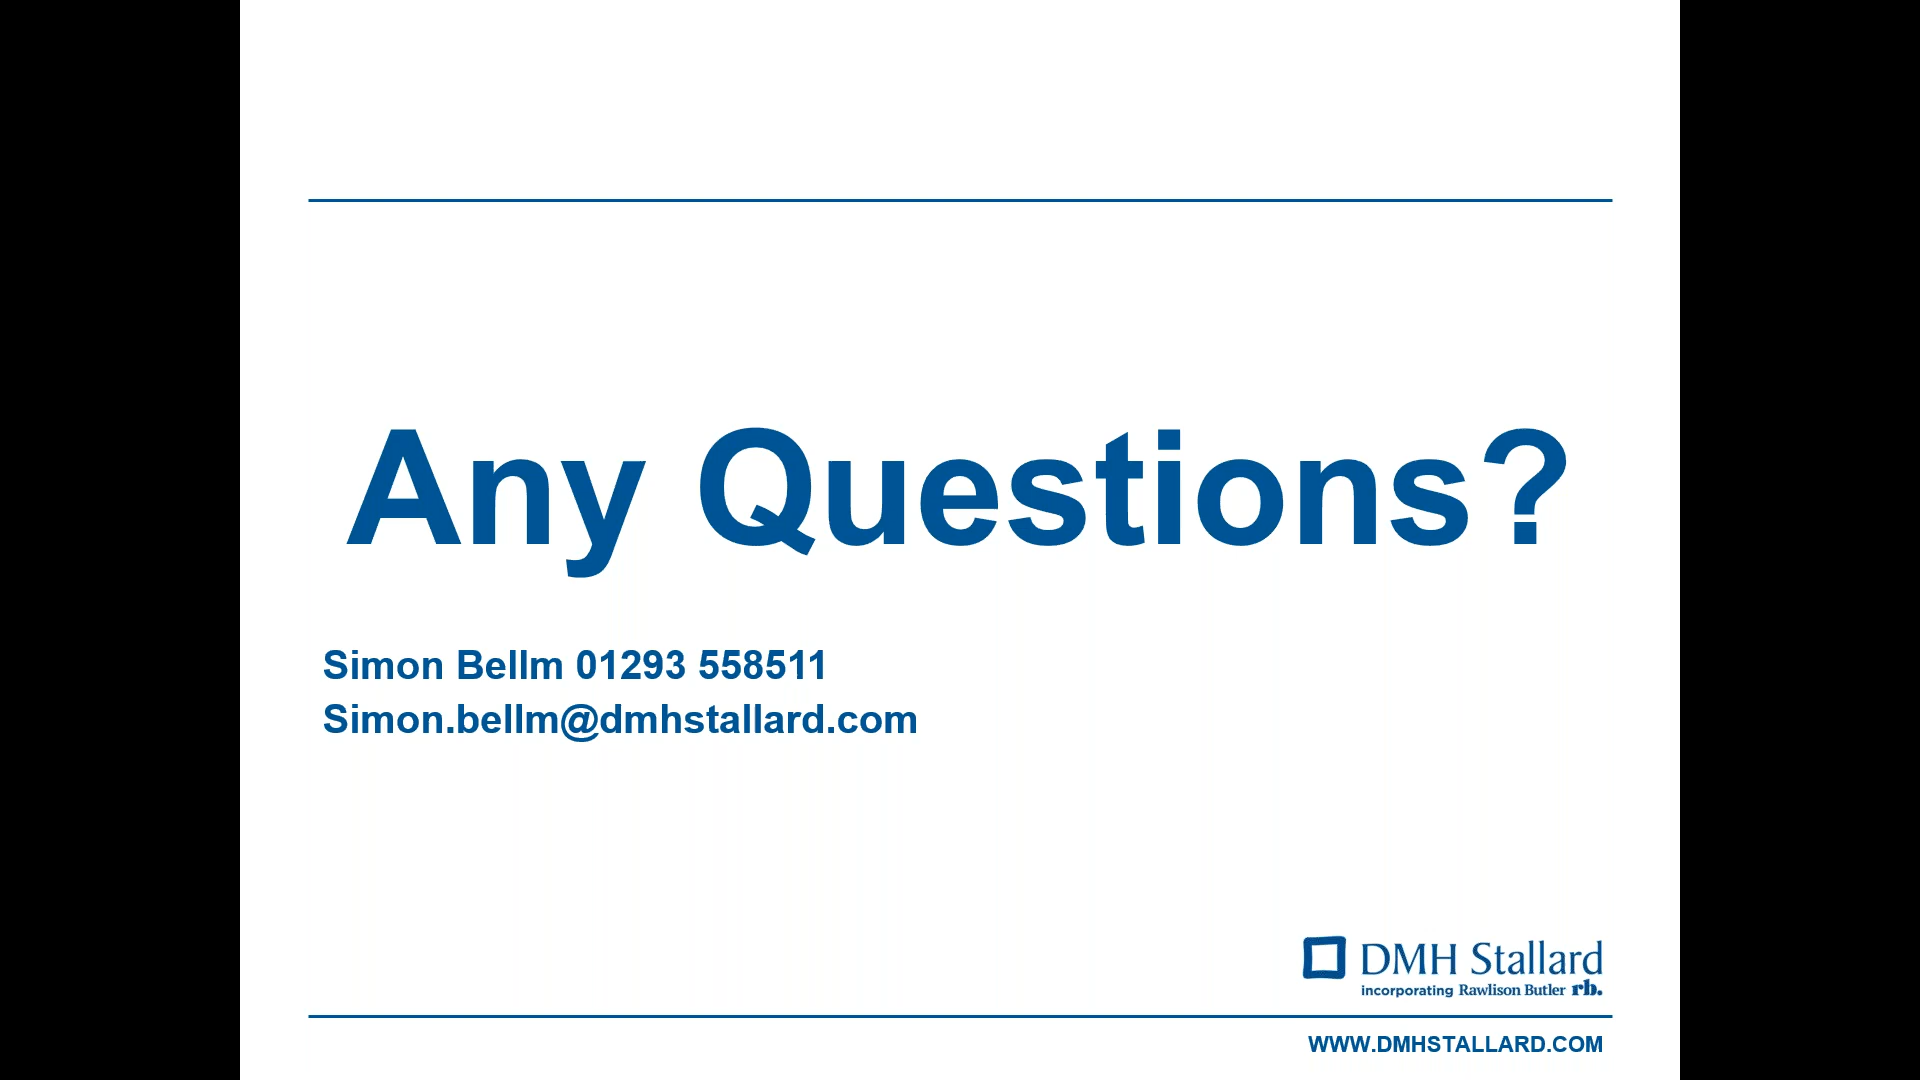 Any Questions?
Simon Bellm 01293 558511
Simon.bellm@dmhstallard.com
DMH Stallard
incorporating Rawlison Butler rb.
WWW.DMHSTALLARD.COM